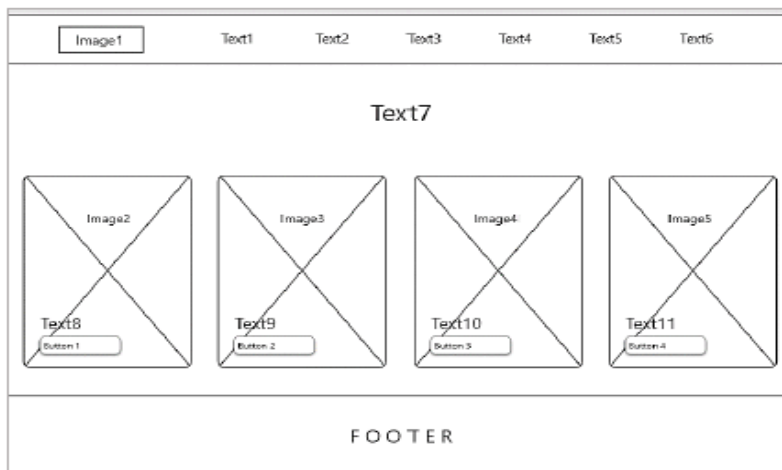 Image1 Text1 Text2 Text3 Text4 Text5 Text6
Text7
Image2 Image3 Image4 Image5
Text8 Text9 Text10 Text11
Button 1 Button 2 Button 3 Button 4
FOOTER